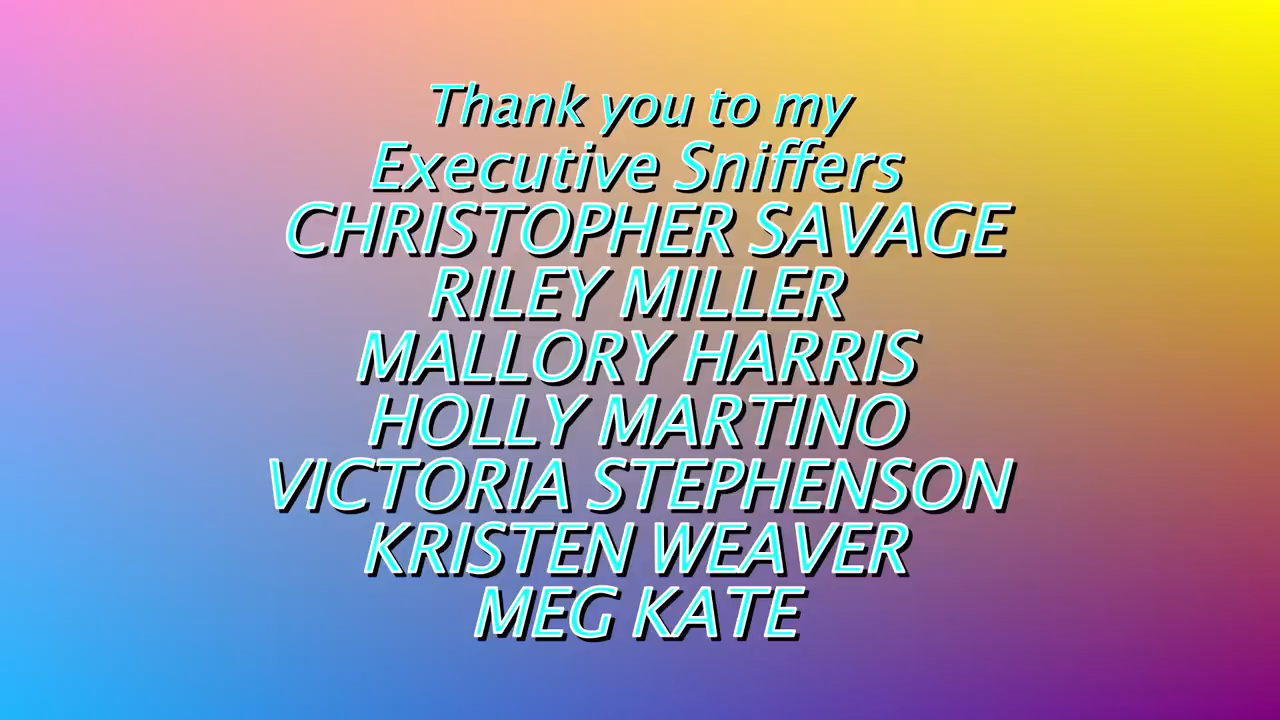 Thank you to my
Executive Sniffers
CHRISTOPHER SAVAGE
RILEY MILLER
MALLORY HARRIS
HOLLY MARTINO
VICTORIA STEPHENSON
KRISTEN WEAVER
MEG KATE